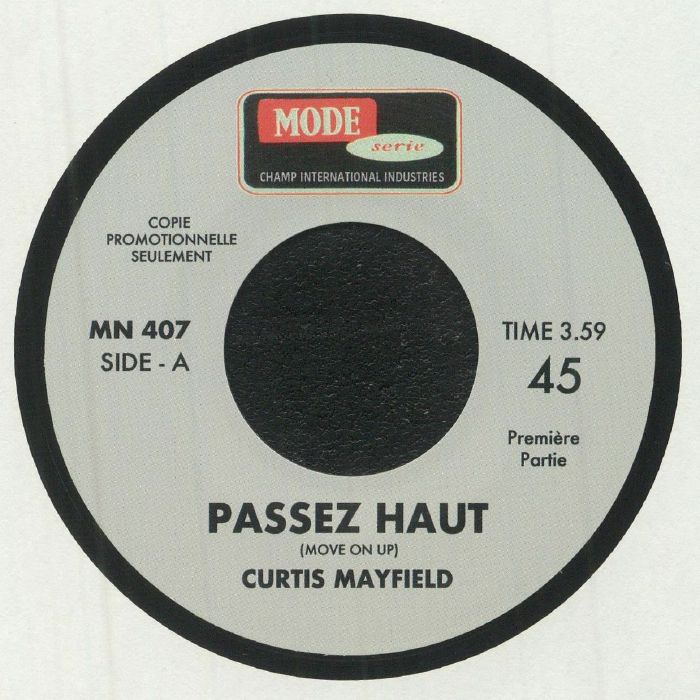 MODE
serie
CHAMP INTERNATIONAL INDUSTRIES
COPIE
PROMOTIONNELLE
SEULEMENT
MN 407
SIDE - A
TIME 3.59
45
Première
Partie
PASSEZ HAUT
(MOVE ON UP)
CURTIS MAYFIELD